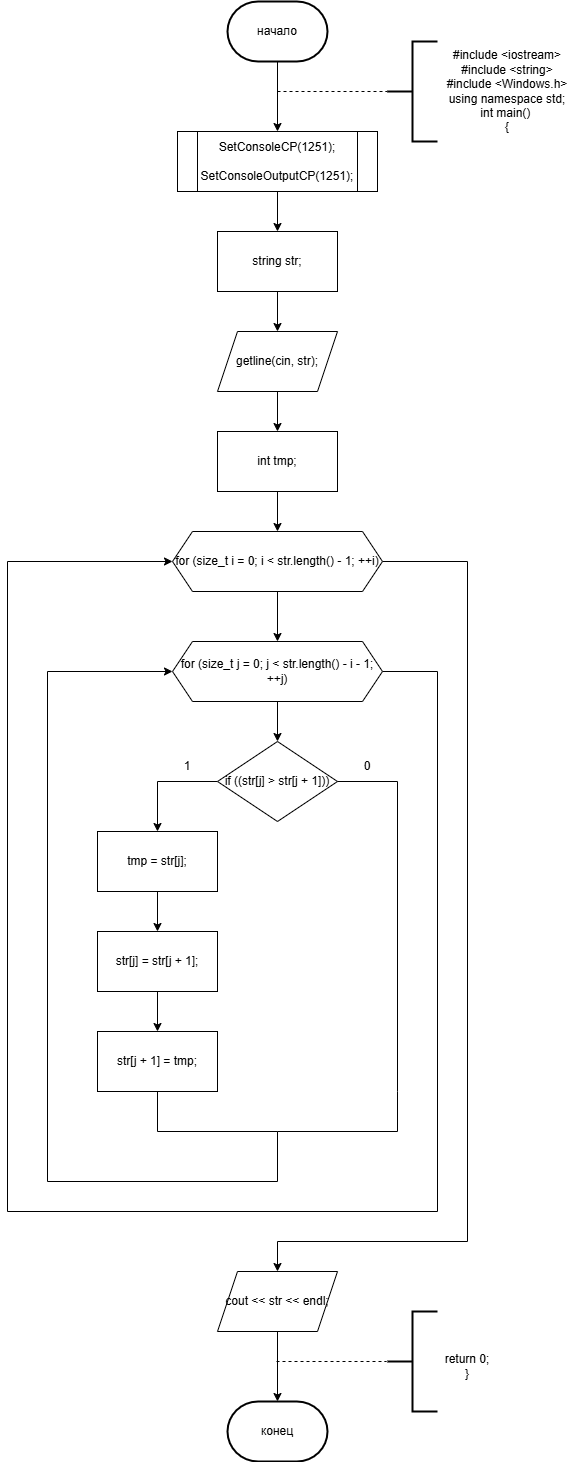 начало
#include <iostream>
#include <string>
#include <Windows.h>
using namespace std;
int main()
{
SetConsoleCP(1251);
SetConsoleOutputCP(1251);
string str;
getline(cin, str);
int tmp;
for (size_t i = 0; i < str.length() - 1; ++i)
for (size_t j = 0; j < str.length() - i - 1;
++j)
1
0
if ((str[j] > str[j + 1]))
tmp = str[j];
str[j] = str[j + 1];
str[j + 1] = tmp;
cout << str << endl;
return 0;
}
конец